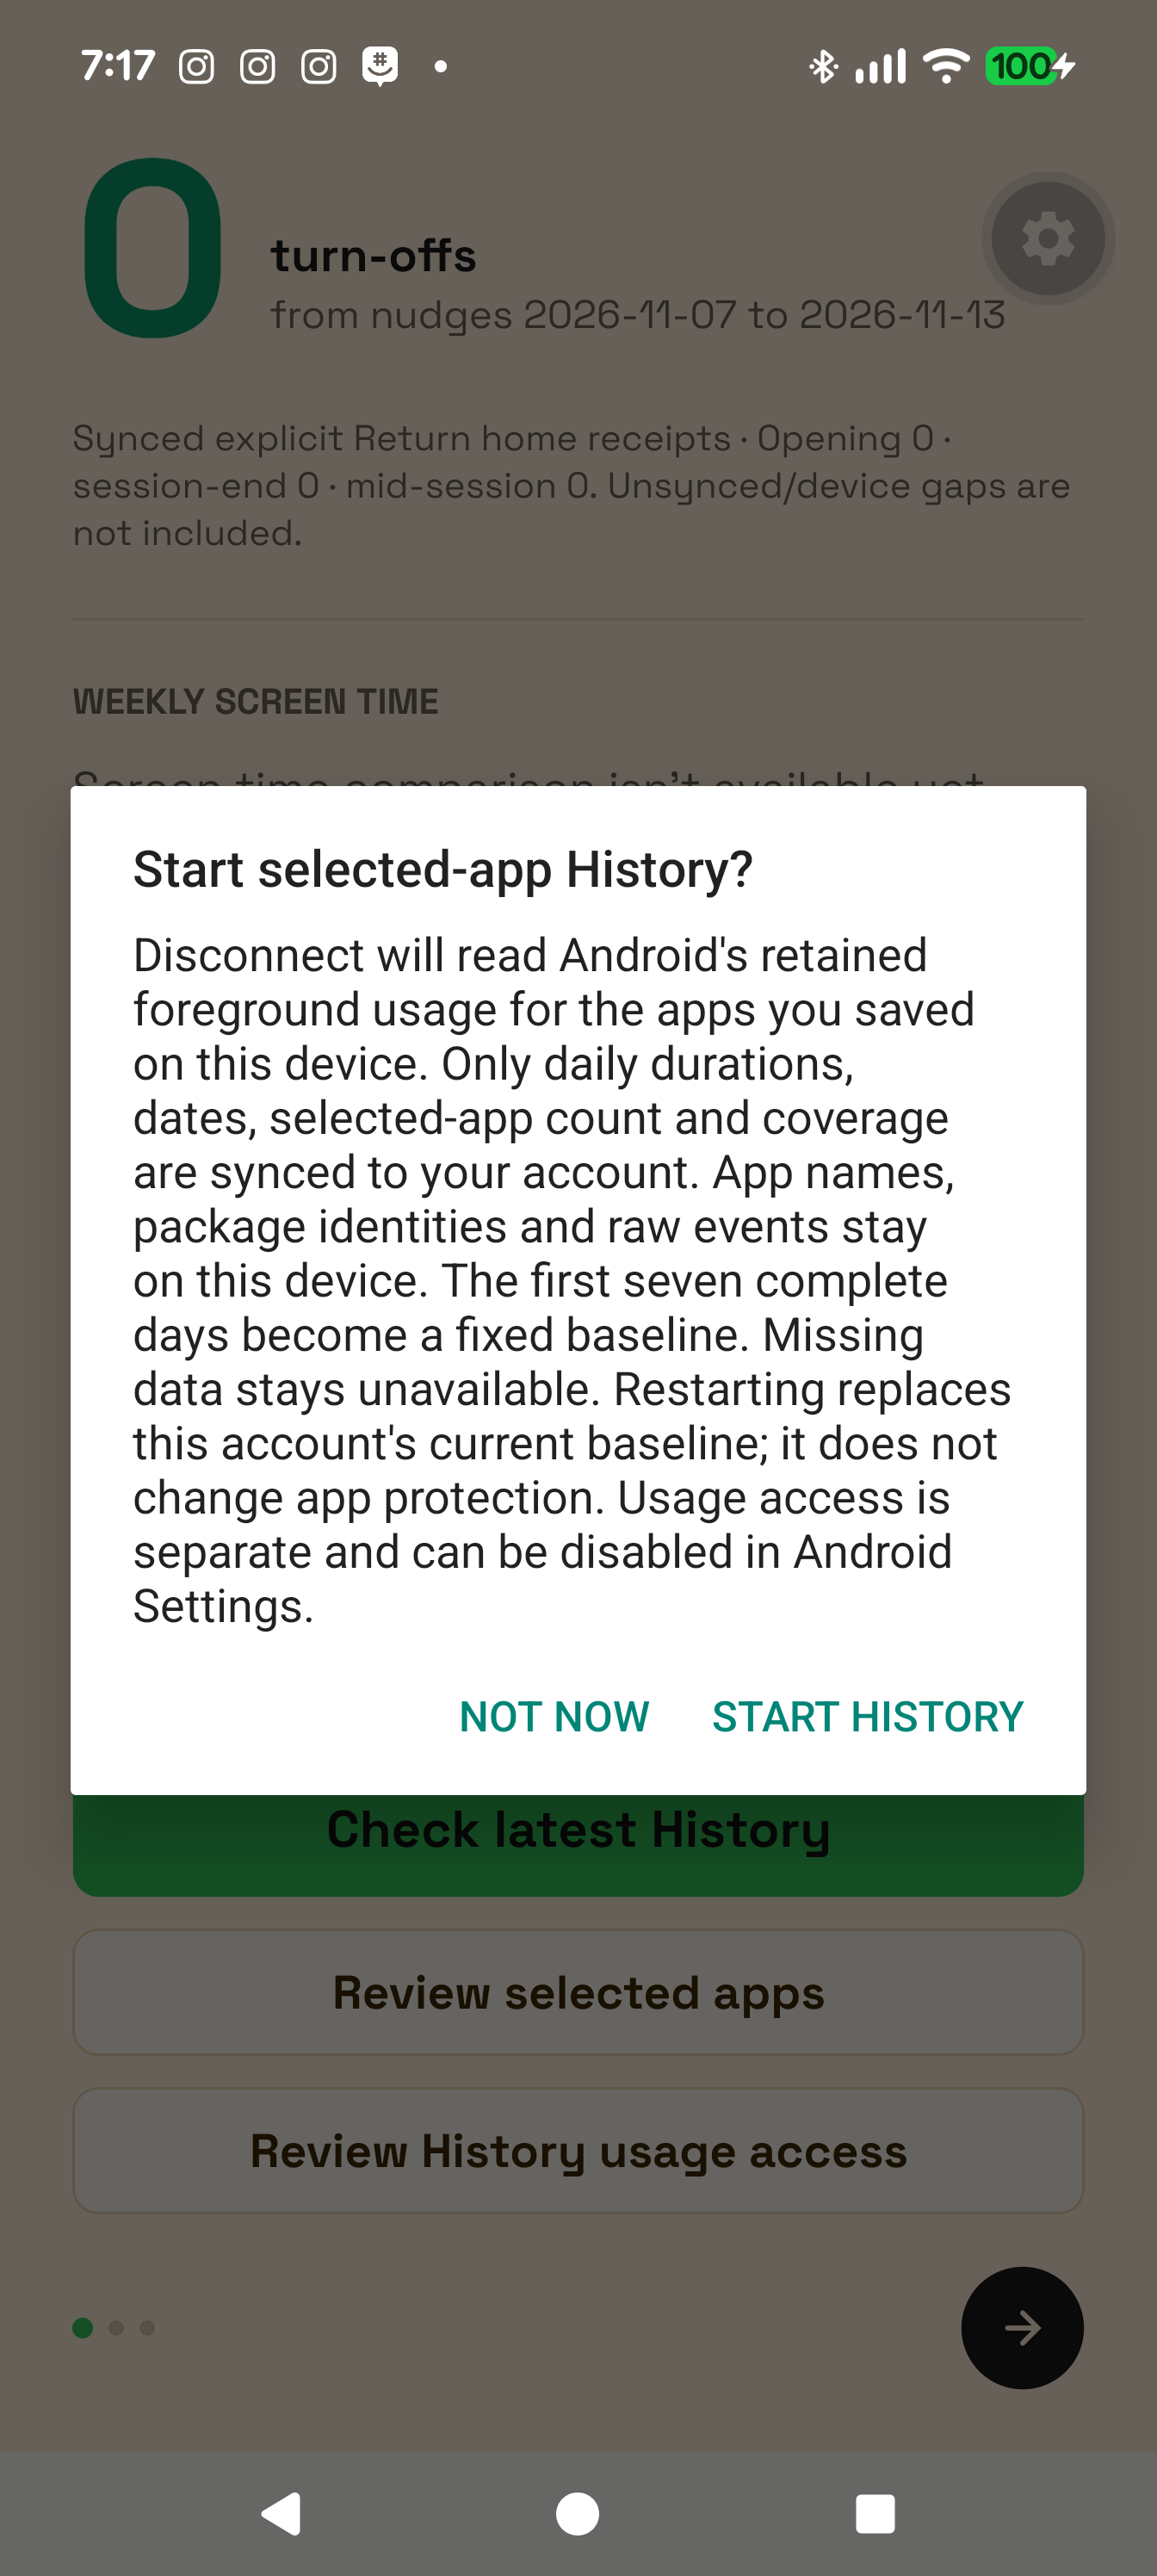 7:17
100
0
turn-offs
from nudges 2026-11-07 to 2026-11-13
Synced explicit Return home receipts · Opening 0 ·
session-end 0 · mid-session 0. Unsynced/device gaps are
not included.
WEEKLY SCREEN TIME
Screen time comparison isn't available yet
Start selected-app History?
Disconnect will read Android's retained
foreground usage for the apps you saved
on this device. Only daily durations,
dates, selected-app count and coverage
are synced to your account. App names,
package identities and raw events stay
on this device. The first seven complete
days become a fixed baseline. Missing
data stays unavailable. Restarting replaces
this account's current baseline; it does not
change app protection. Usage access is
separate and can be disabled in Android
Settings.
NOT NOW START HISTORY
Check latest History
Review selected apps
Review History usage access